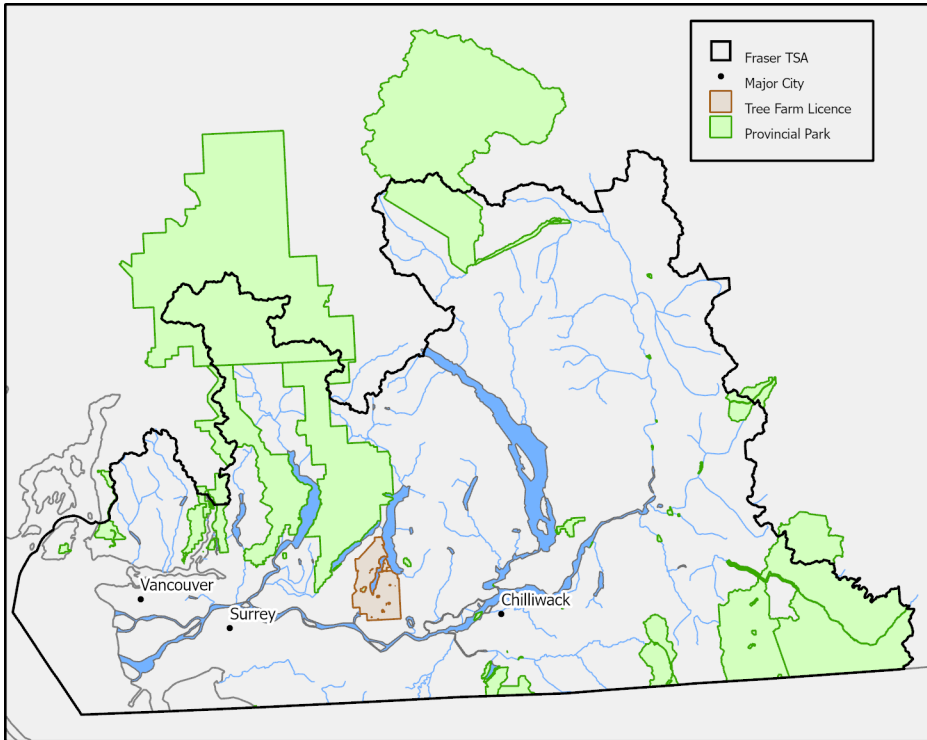 Fraser TSA
Major City
Tree Farm Licence
Provincial Park
Vancouver
Surrey
Chilliwack